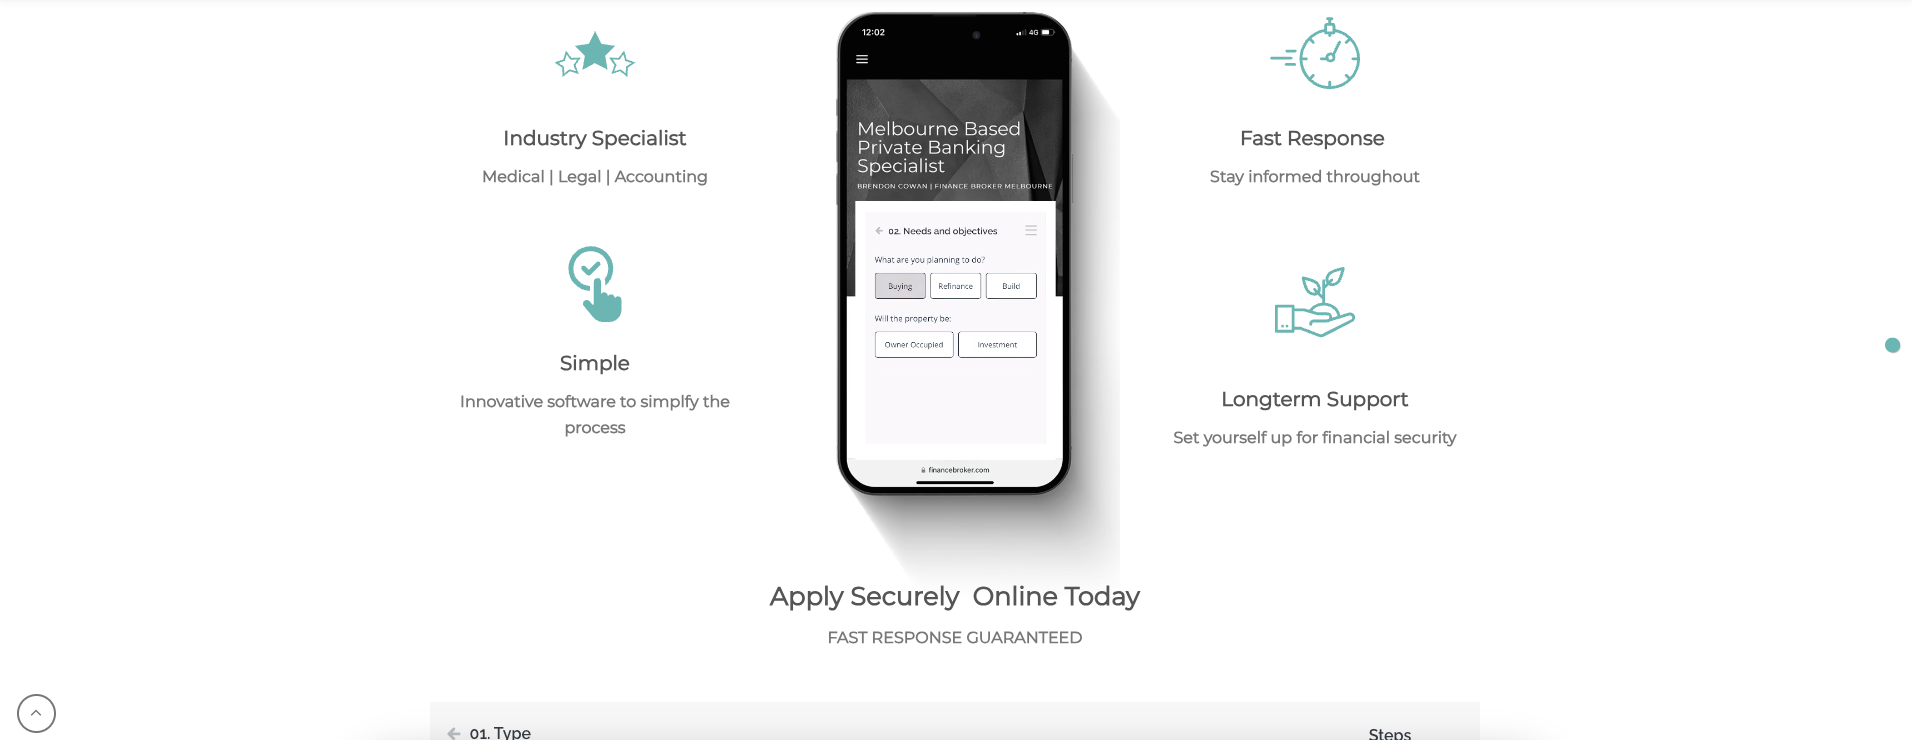 Industry Specialist
Medical | Legal | Accounting
Simple
Innovative software to simplfy the
process
12:02
4G
Melbourne Based
Private Banking
Specialist
BRENDON COWAN | FINANCE BROKER MELBOURNE
02. Needs and objectives
What are you planning to do?
Buying Refinance Build
Will the property be:
Owner Occupied Investment
financebroker.com
Fast Response
Stay informed throughout
Longterm Support
Set yourself up for financial security
Apply Securely  Online Today
FAST RESPONSE GUARANTEED
01. Type
Steps